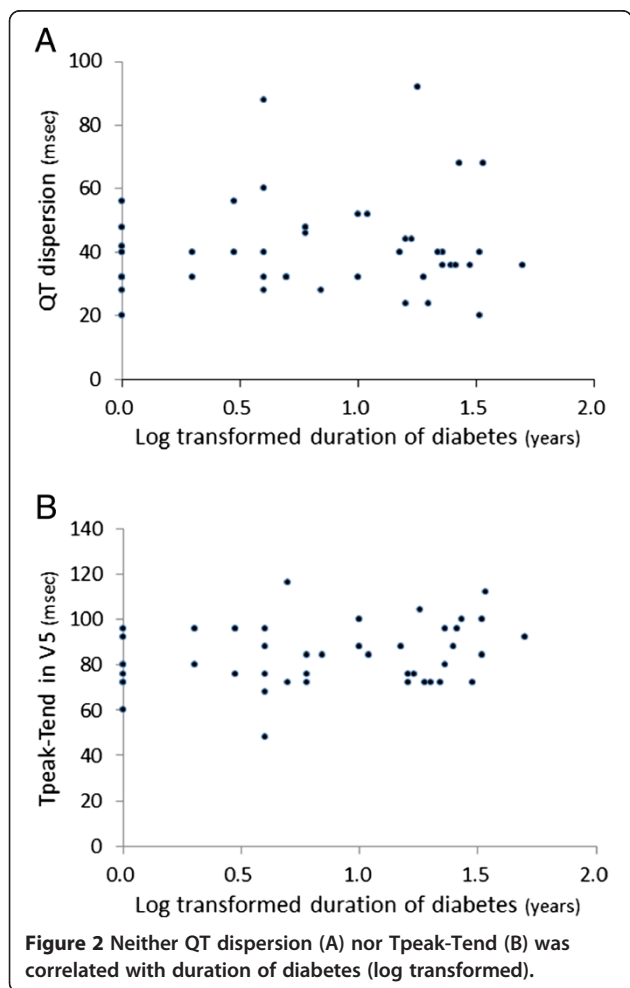 A
100
80
60
40
20
0
QT dispersion (msec)
0.0 0.5 1.0 1.5 2.0
Log transformed duration of diabetes (years)
B
140
120
100
80
60
40
20
0
Tpeak-Tend in V5 (msec)
0.0 0.5 1.0 1.5 2.0
Log transformed duration of diabetes (years)
Figure 2 Neither QT dispersion (A) nor Tpeak-Tend (B) was
correlated with duration of diabetes (log transformed).